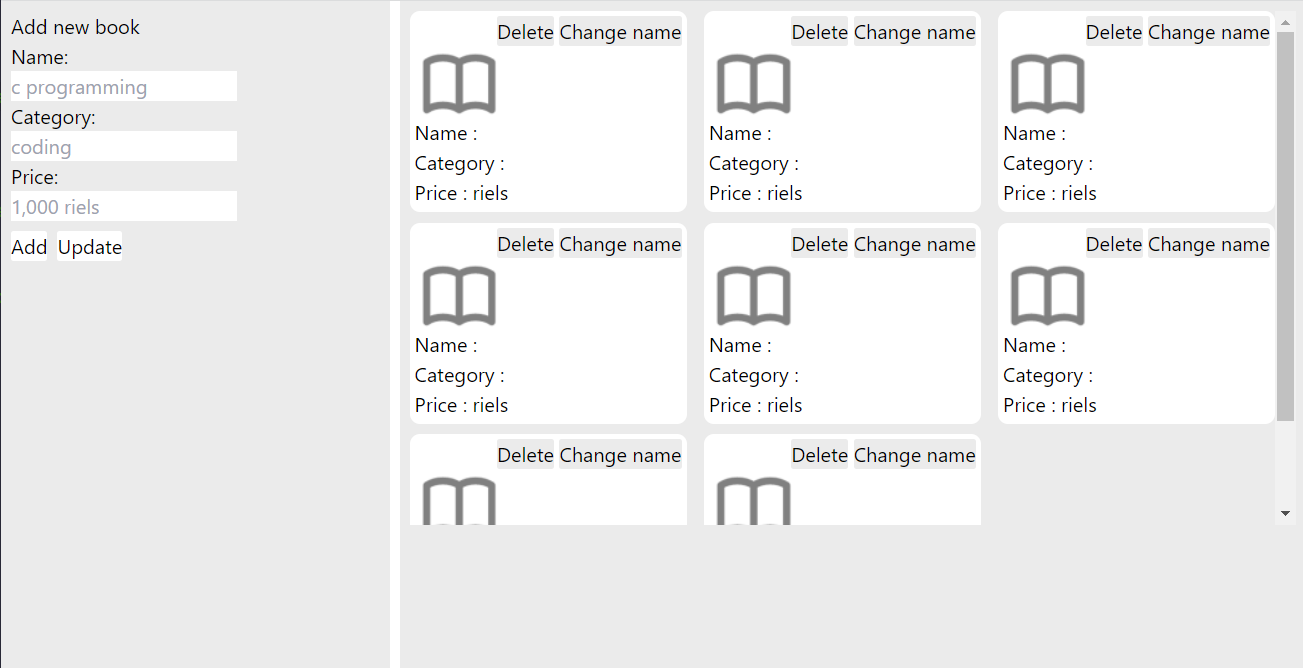 Add new book
Name:
c programming
Category:
coding
Price:
1,000 riels
Add Update
Delete Change name
Name :
Category :
Price : riels
Delete Change name
Name :
Category :
Price : riels
Delete Change name
Name :
Category :
Price : riels
Delete Change name
Name :
Category :
Price : riels
Delete Change name
Name :
Category :
Price : riels
Delete Change name
Name :
Category :
Price : riels
Delete Change name
Delete Change name